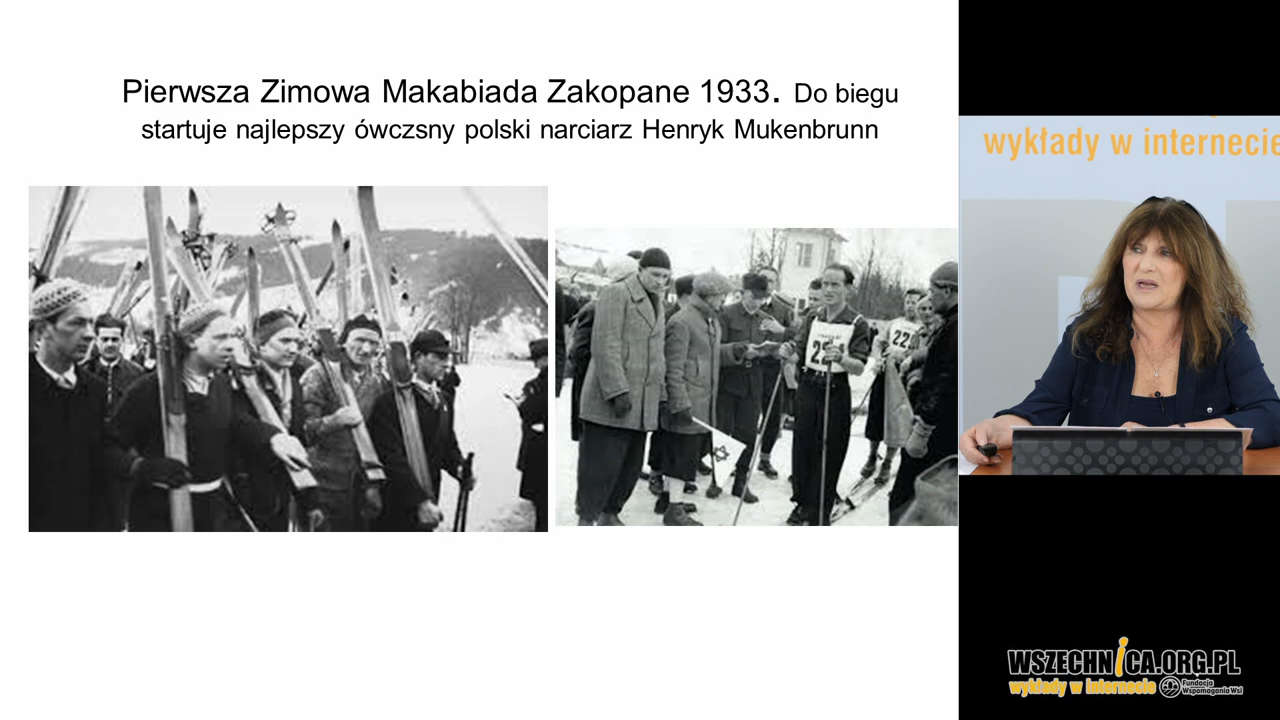 Pierwsza Zimowa Makabiada Zakopane 1933. Do biegu
startuje najlepszy ówczsny polski narciarz Henryk Mukenbrunn
22
wykłady w internecie
WSZECHNICA.ORG.PL
wykłady w internecie
Fundacja
Wspomagania Wsi